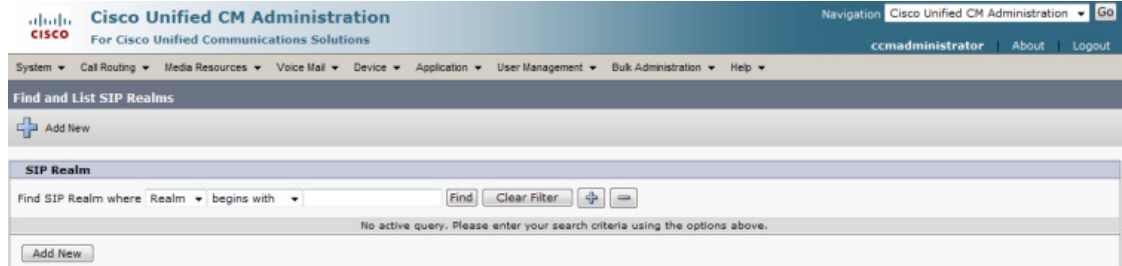 Cisco Unified CM Administration
Navigation Cisco Unified CM Administration Go
CISCO
For Cisco Unified Communications Solutions
ccmadministrator | About | Logout
System Call Routing Media Resources Voice Mail Device Application User Management Bulk Administration Help
Find and List SIP Realms
Add New
SIP Realm
Find SIP Realm where Realm begins with Find Clear Filter
No active query. Please enter your search criteria using the options above.
Add New